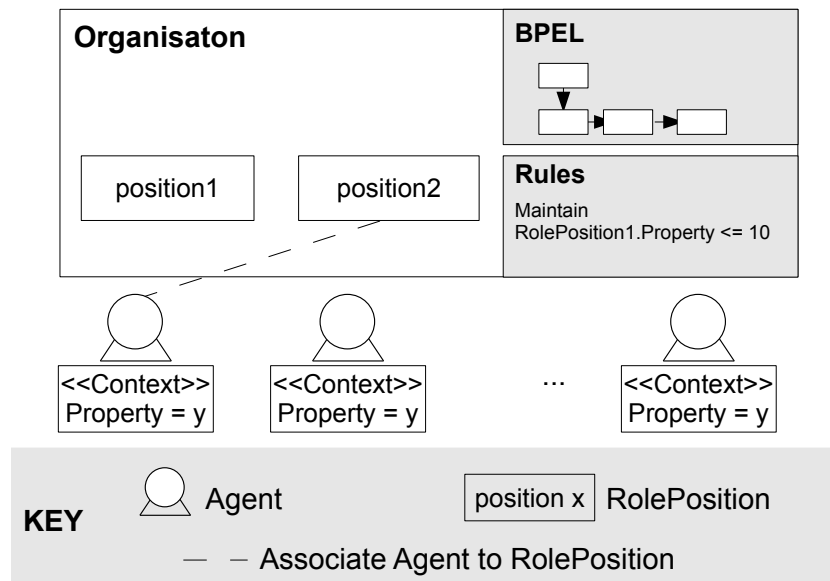 Organisaton
BPEL
position1
position2
Rules
Maintain
RolePosition1.Property <= 10
<<Context>>
Property = y
<<Context>>
Property = y
...
<<Context>>
Property = y
KEY
Agent
position x
RolePosition
Associate Agent to RolePosition